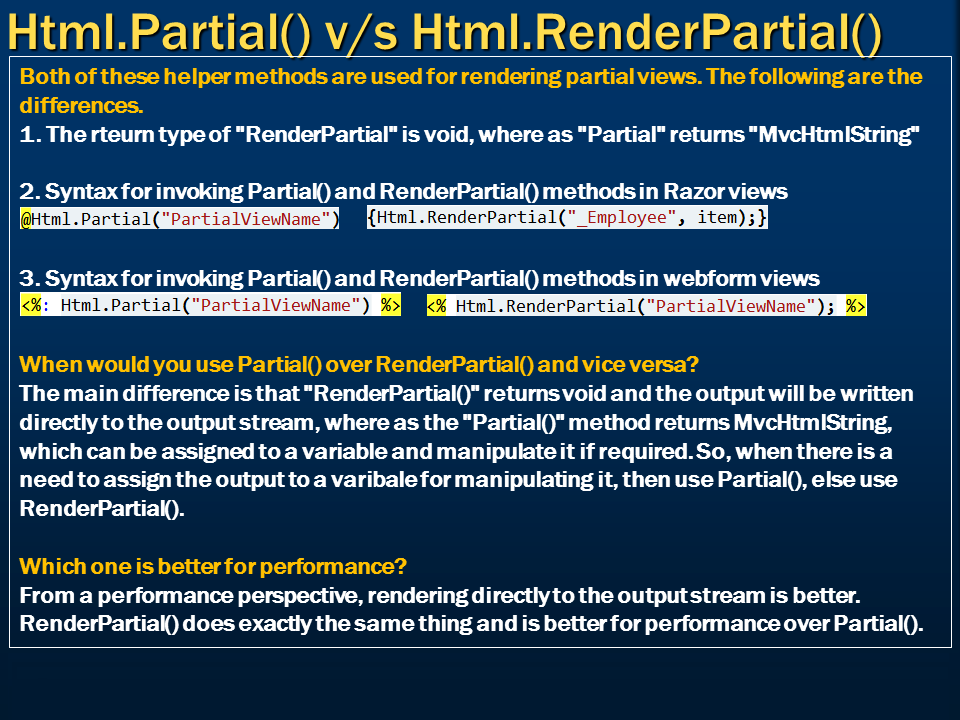 Html.Partial() v/s Html.RenderPartial()
Both of these helper methods are used for rendering partial views. The following are the
differences.
1. The rteurn type of "RenderPartial" is void, where as "Partial" returns "MvcHtmlString"
2. Syntax for invoking Partial() and RenderPartial() methods in Razor views
@Html.Partial("PartialViewName") {Html.RenderPartial("_Employee", item);}
3. Syntax for invoking Partial() and RenderPartial() methods in webform views
<%: Html.Partial("PartialViewName") %> <% Html.RenderPartial("PartialViewName"); %>
When would you use Partial() over RenderPartial() and vice versa?
The main difference is that "RenderPartial()" returns void and the output will be written
directly to the output stream, where as the "Partial()" method returns MvcHtmlString,
which can be assigned to a variable and manipulate it if required. So, when there is a
need to assign the output to a varibale for manipulating it, then use Partial(), else use
RenderPartial().
Which one is better for performance?
From a performance perspective, rendering directly to the output stream is better.
RenderPartial() does exactly the same thing and is better for performance over Partial().